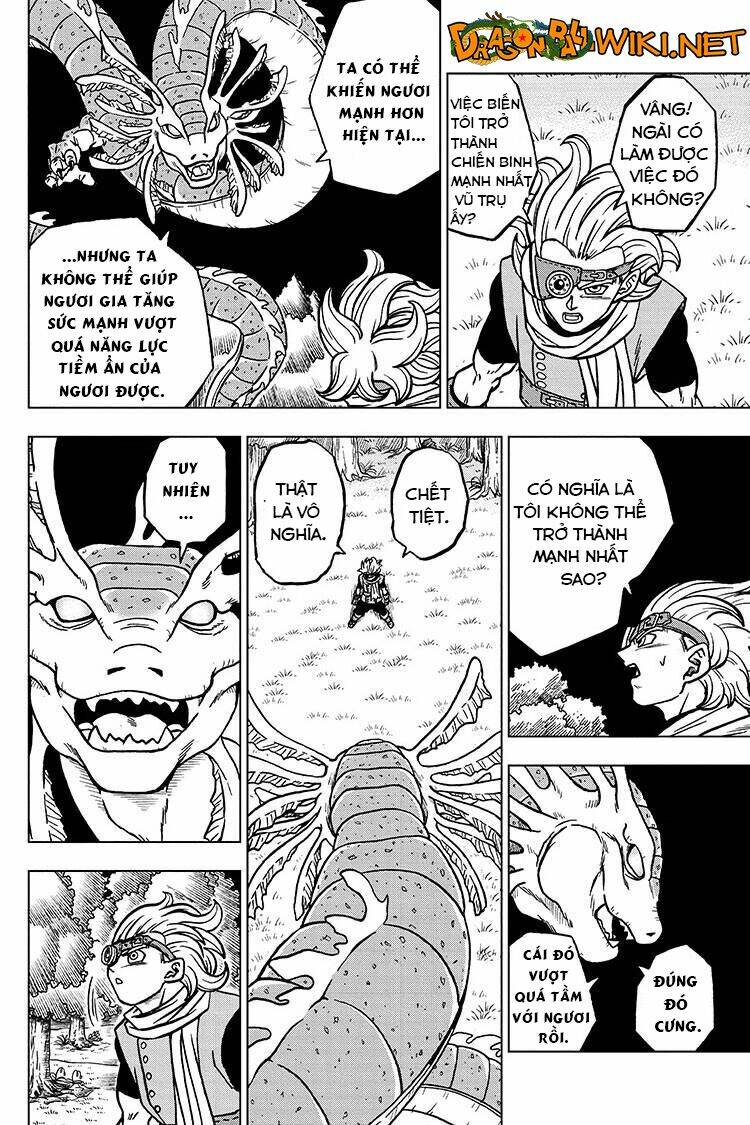 DRAGON BALL WIKI.NET
VÂNG!
NGÀI CÓ
LÀM ĐƯỢC
VIỆC ĐÓ
KHÔNG?
VIỆC BIẾN
TÔI TRỞ
THÀNH
CHIẾN BINH
MẠNH NHẤT
VŨ TRỤ
ẤY?
TA CÓ THỂ
KHIẾN NGƯƠI
MẠNH HƠN
HIỆN TẠI...
...NHƯNG TA
KHÔNG THỂ GIÚP
NGƯƠI GIA TĂNG
SỨC MẠNH VƯỢT
QUÁ NĂNG LỰC
TIỀM ẨN CỦA
NGƯƠI ĐƯỢC.
CÓ NGHĨA LÀ
TÔI KHÔNG THỂ
TRỞ THÀNH
MẠNH NHẤT
SAO?
ĐÚNG
ĐÓ
CƯNG.
CÁI ĐÓ
VƯỢT
QUÁ TẦM
VỚI NGƯƠI
RỒI.
CHẾT
TIỆT.
THẬT
LÀ VÔ
NGHĨA.
TUY
NHIÊN
...